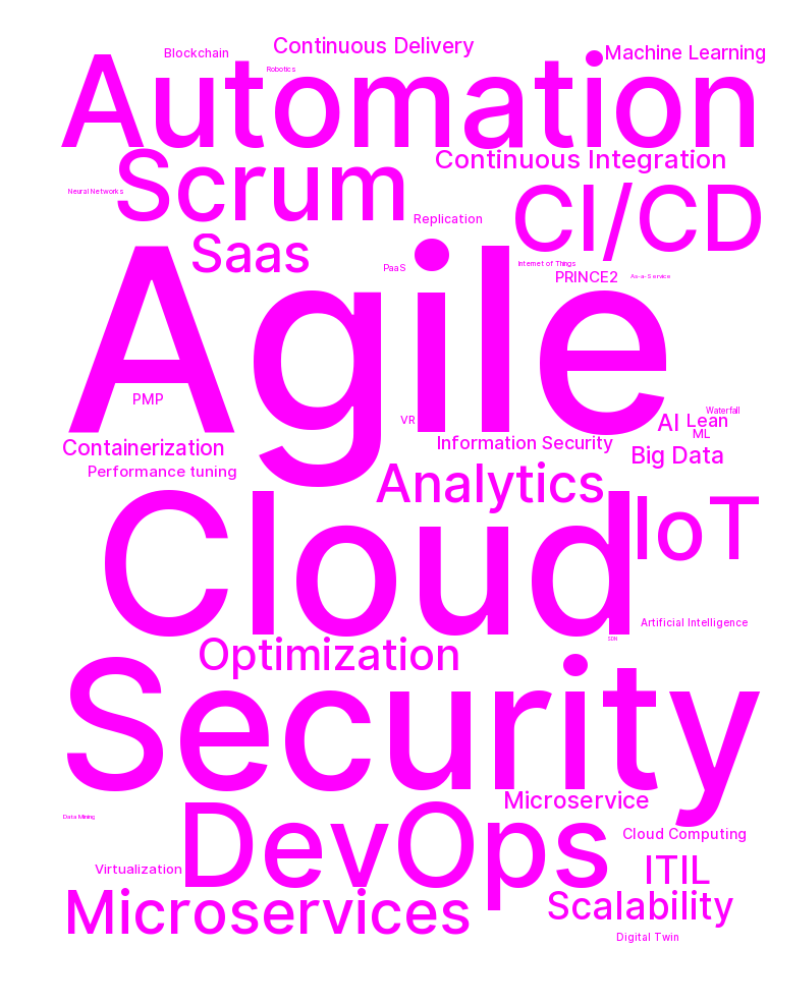 Continuous Delivery
Blockchain
Machine Learning
Robotics
Automation
Continuous Integration
Scrum
Neural Networks
CI/CD
Replication
Saas
PaaS
Internet of Things
PRINCE2
As-a-Service
Agile
PMP
VR
AI
Lean
Waterfall
ML
Containerization
Information Security
Big Data
Performance tuning
Analytics
IoT
Cloud
Artificial Intelligence
SDN
Optimization
Security
Microservice
Data Mining
DevOps
Cloud Computing
Virtualization
ITIL
Microservices
Scalability
Digital Twin